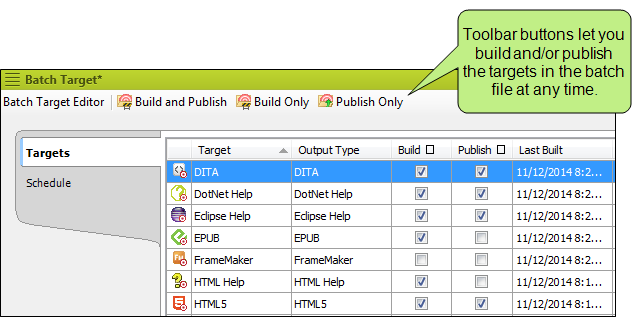 Toolbar buttons let you
build and/or publish
the targets in the batch
file at any time.
Batch Target*
Batch Target Editor Build and Publish Build Only Publish Only
Targets
Schedule
Target Output Type Build Publish Last Built
DITA DITA 11/12/2014 8:2...
DotNet Help DotNet Help 11/12/2014 8:2...
Eclipse Help Eclipse Help 11/12/2014 8:2...
EPUB EPUB 11/12/2014 8:2...
FrameMaker FrameMaker 11/12/2014 8:2...
HTML Help HTML Help 11/12/2014 8:1...
HTML5 HTML5 11/12/2014 8:1...